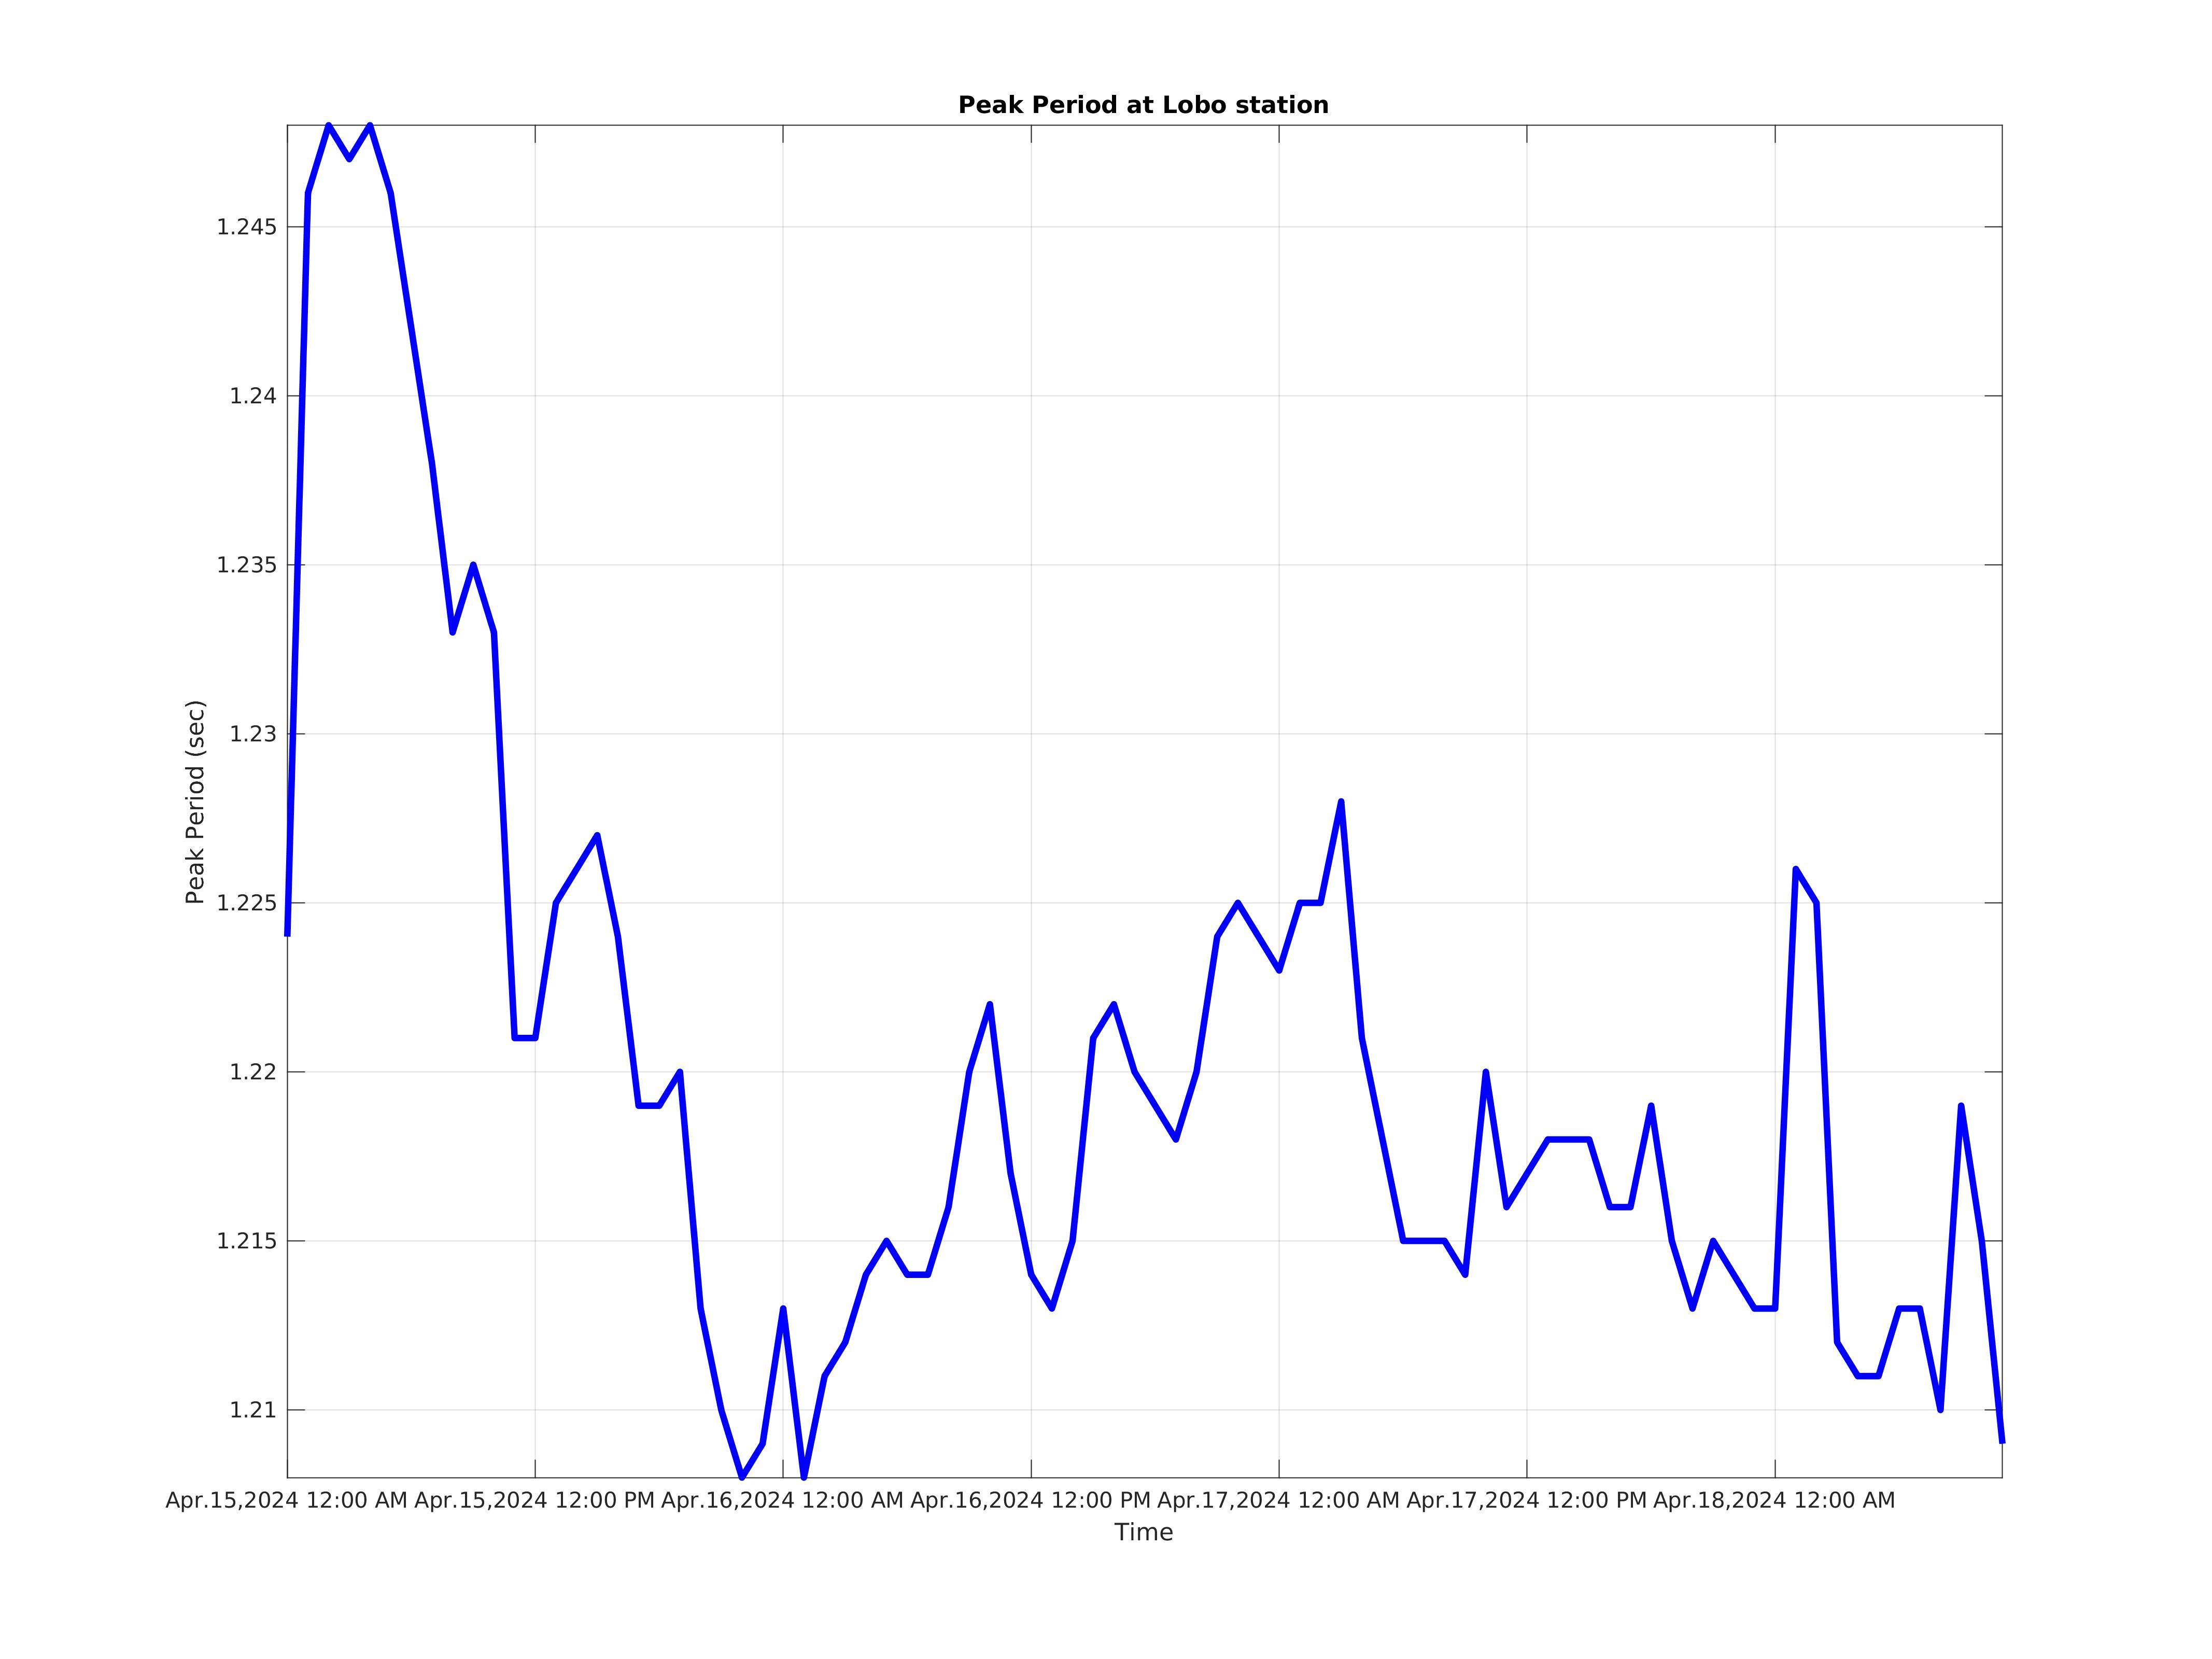 Peak Period at Lobo station
Peak Period (sec)
1.245
1.24
1.235
1.23
1.225
1.22
1.215
1.21
Apr.15,2024 12:00 AM Apr.15,2024 12:00 PM Apr.16,2024 12:00 AM Apr.16,2024 12:00 PM Apr.17,2024 12:00 AM Apr.17,2024 12:00 PM Apr.18,2024 12:00 AM
Time